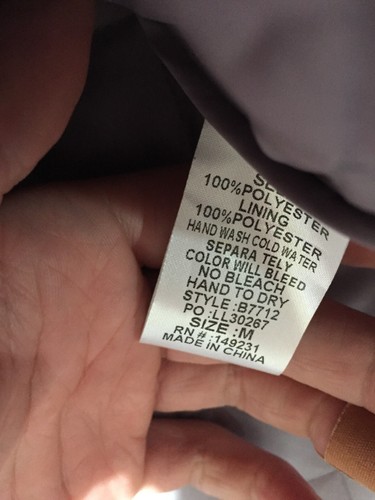 100%POLYESTER
LINING
100%POLYESTER
HAND WASH COLD WATER
SEPARA TELY
COLOR WILL BLEED
NO BLEACH
HAND TO DRY
STYLE :B7712
PO :LL30267
SIZE :M
RN # :149231
MADE IN CHINA